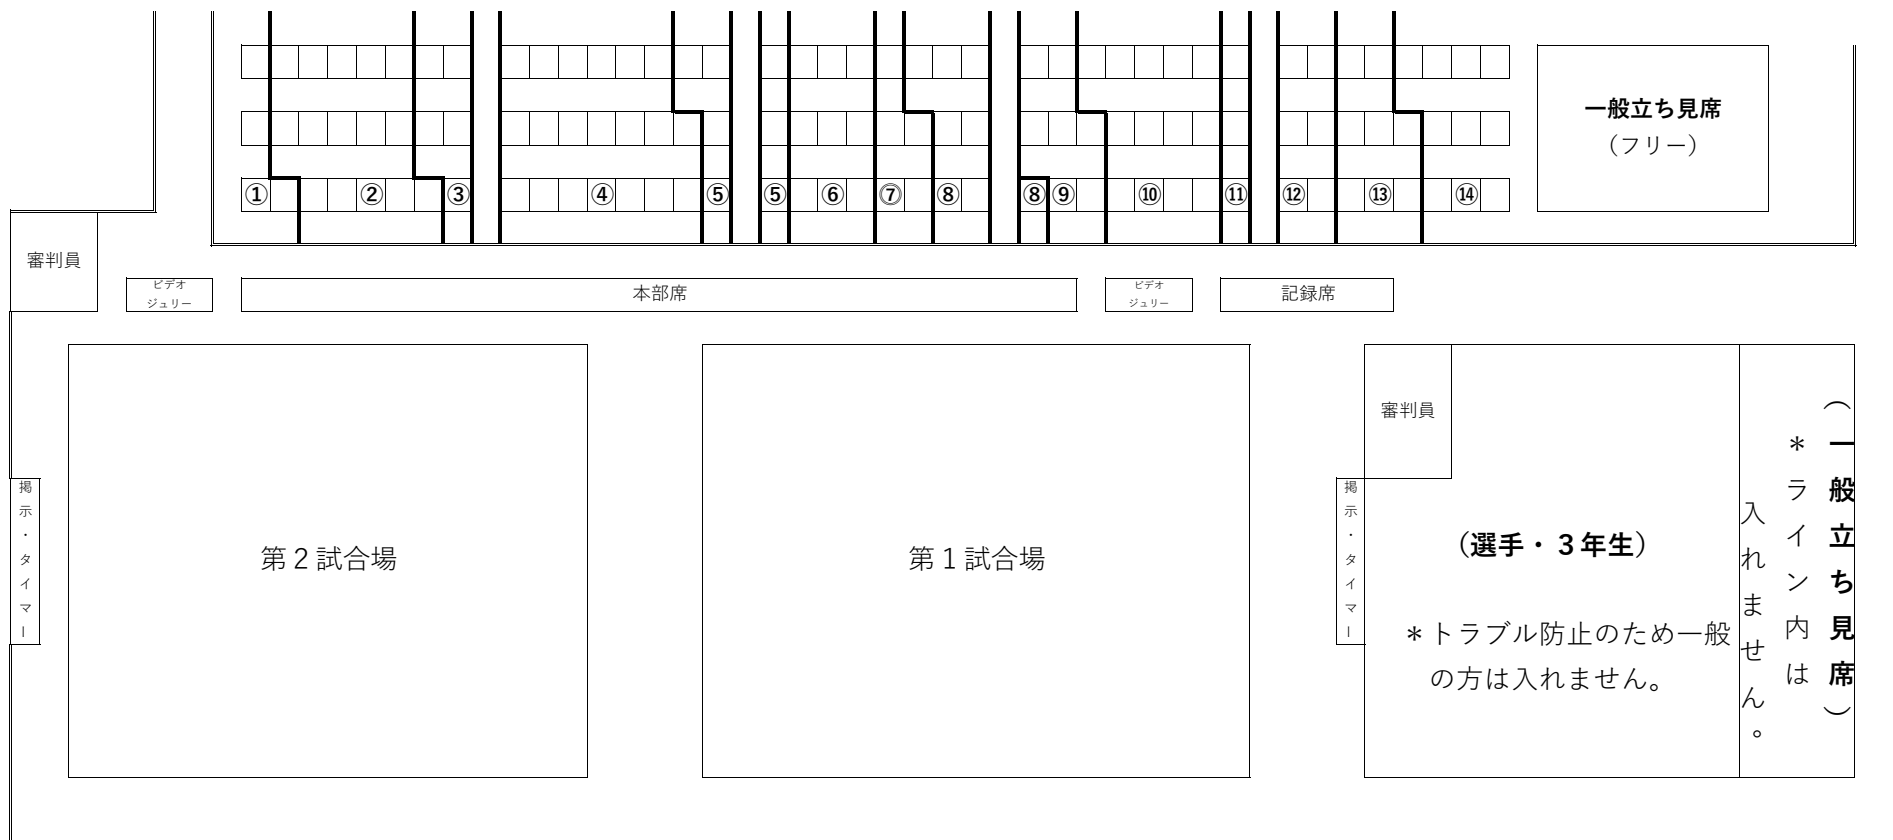 一般立ち見席
（フリー）
① ② ③ ④ ⑤ ⑤ ⑥ ⑦ ⑧ ⑧ ⑨ ⑩ ⑪ ⑫ ⑬ ⑭
審判員
ビデオ
ジュリー
本部席
ビデオ
ジュリー
記録席
審判員
掲示・タイマー
第２試合場
第１試合場
掲示・タイマー
（選手・３年生）
＊トラブル防止のため一般
の方は入れません。
（一般立ち見席）
＊ライン内は
入れません。